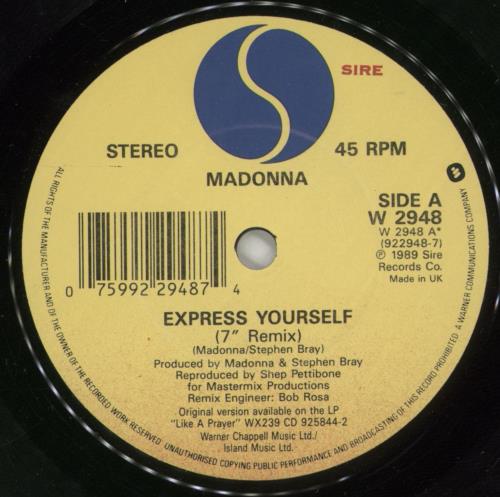 SIRE
STEREO
45 RPM
MADONNA
SIDE A
W 2948
W 2948 A*
(922948-7)
℗ 1989 Sire
Records Co.
Made in UK
0 75992 29487 4
EXPRESS YOURSELF
(7″ Remix)
(Madonna/Stephen Bray)
Produced by Madonna & Stephen Bray
Reproduced by Shep Pettibone
for Mastermix Productions
Remix Engineer: Bob Rosa
Original version available on the LP
"Like A Prayer" WX239 CD 925844-2
Warner Chappell Music Ltd./
Island Music Ltd.
ALL RIGHTS OF THE MANUFACTURER AND OF THE OWNER OF THE RECORDED WORK RESERVED UNAUTHORISED COPYING PUBLIC PERFORMANCE AND BROADCASTING OF THIS RECORD PROHIBITED
A WARNER COMMUNICATIONS COMPANY